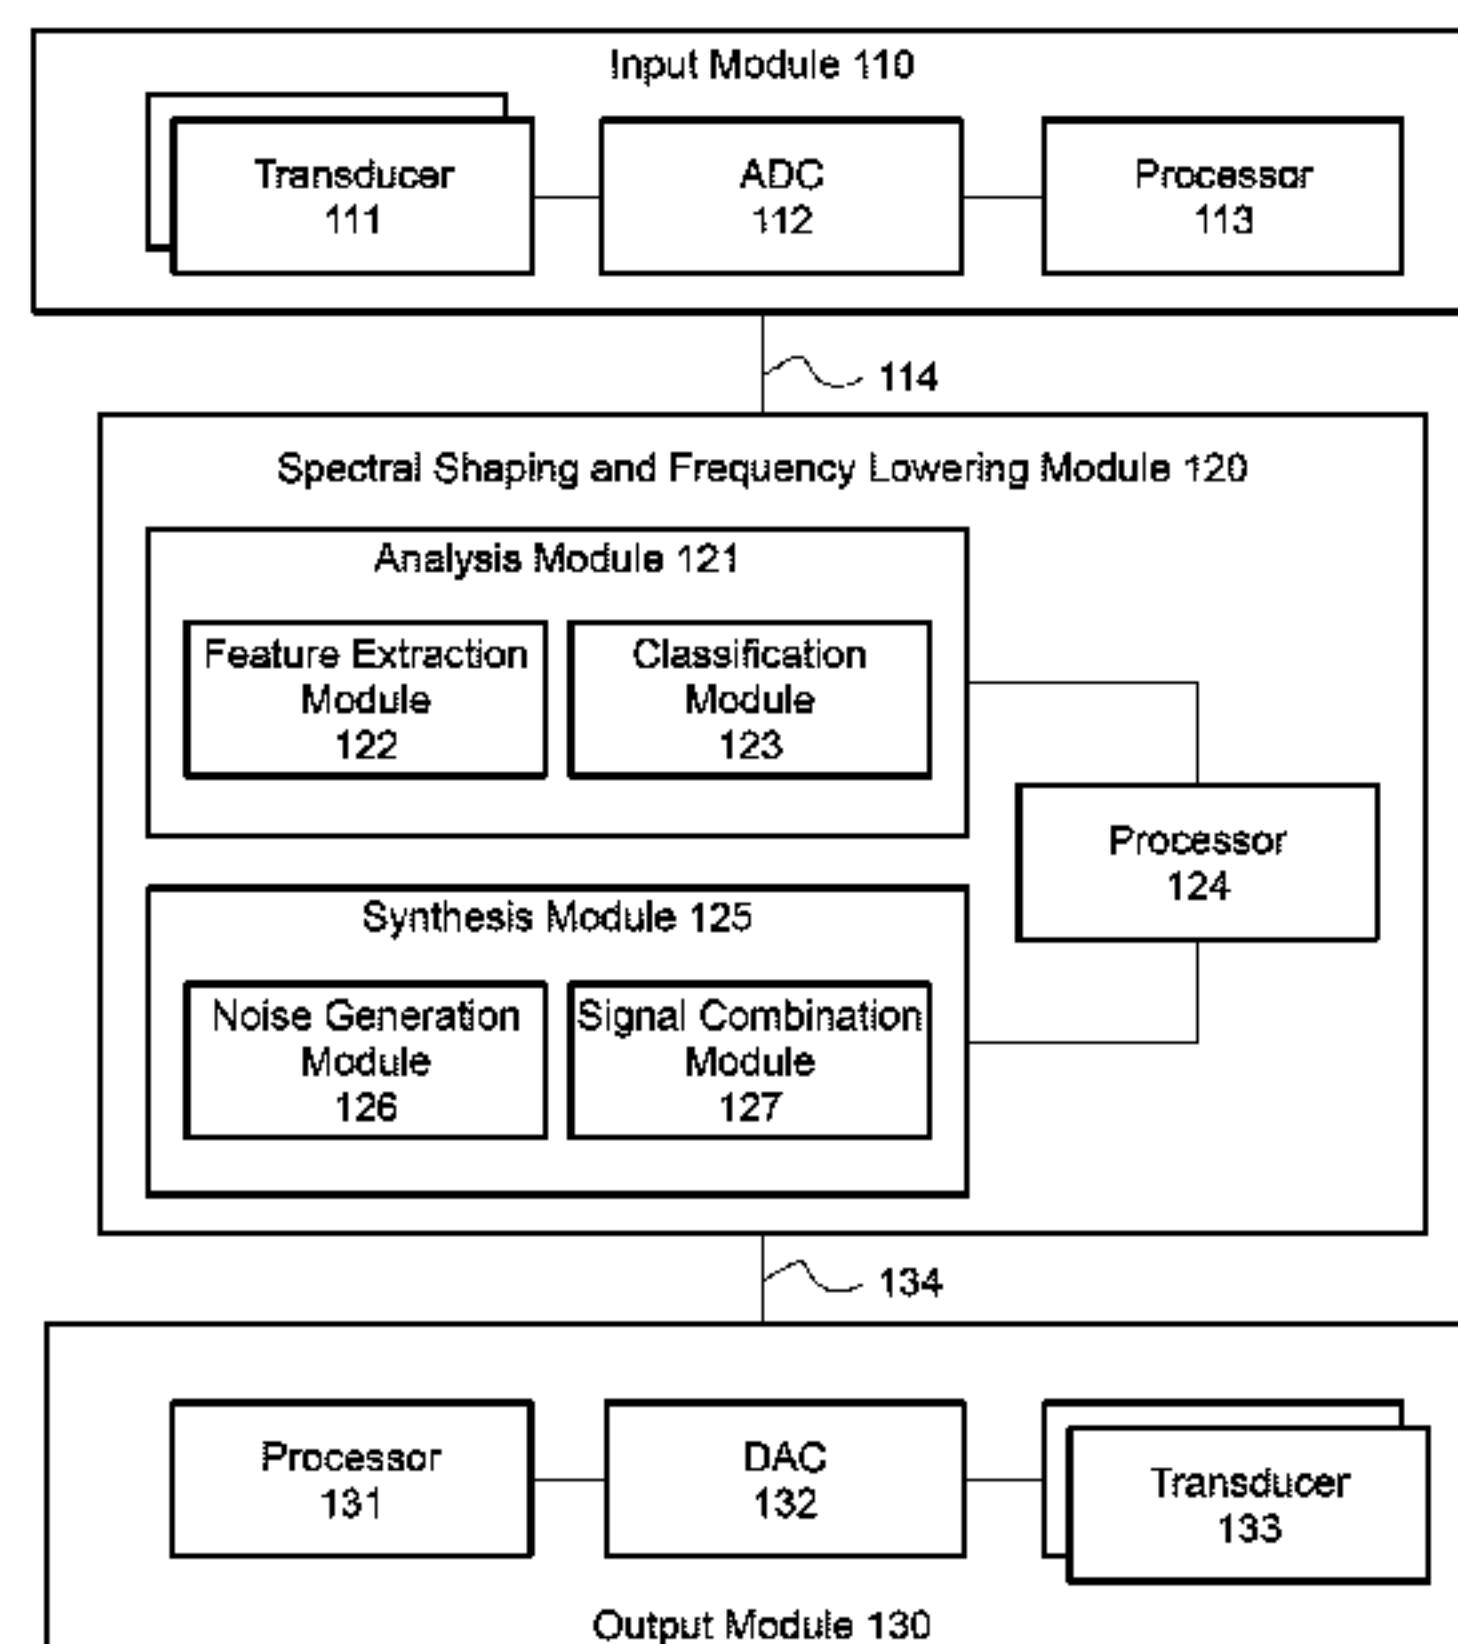 Input Module 110
Transducer
111
ADC
112
Processor
113
114
Spectral Shaping and Frequency Lowering Module 120
Analysis Module 121
Feature Extraction
Module
122
Classification
Module
123
Processor
124
Synthesis Module 125
Noise Generation
Module
126
Signal Combination
Module
127
134
Processor
131
DAC
132
Transducer
133
Output Module 130